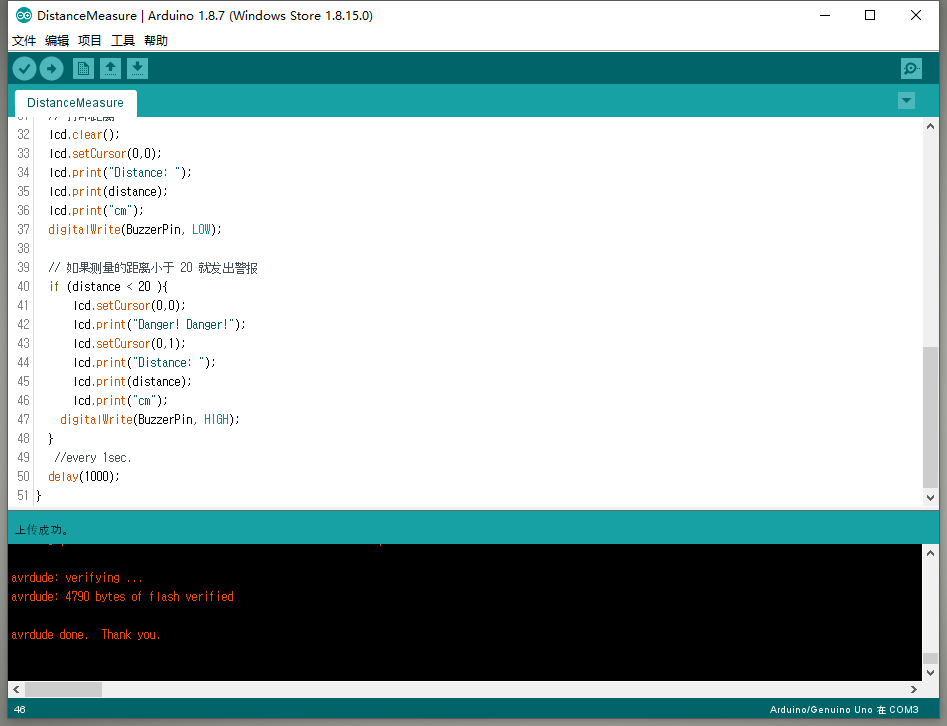 DistanceMeasure | Arduino 1.8.7 (Windows Store 1.8.15.0)
文件 编辑 项目 工具 帮助
DistanceMeasure
32 lcd.clear();
33 lcd.setCursor(0,0);
34 lcd.print("Distance: ");
35 lcd.print(distance);
36 lcd.print("cm");
37 digitalWrite(BuzzerPin, LOW);
38
39 // 如果测量的距离小于 20 就发出警报
40 if (distance < 20 ){
41 lcd.setCursor(0,0);
42 lcd.print("Danger! Danger!");
43 lcd.setCursor(0,1);
44 lcd.print("Distance: ");
45 lcd.print(distance);
46 lcd.print("cm");
47 digitalWrite(BuzzerPin, HIGH);
48 }
49 //every 1sec.
50 delay(1000);
51 }
上传成功。
avrdude: verifying ...
avrdude: 4790 bytes of flash verified
avrdude done.  Thank you.
46 Arduino/Genuino Uno 在 COM3